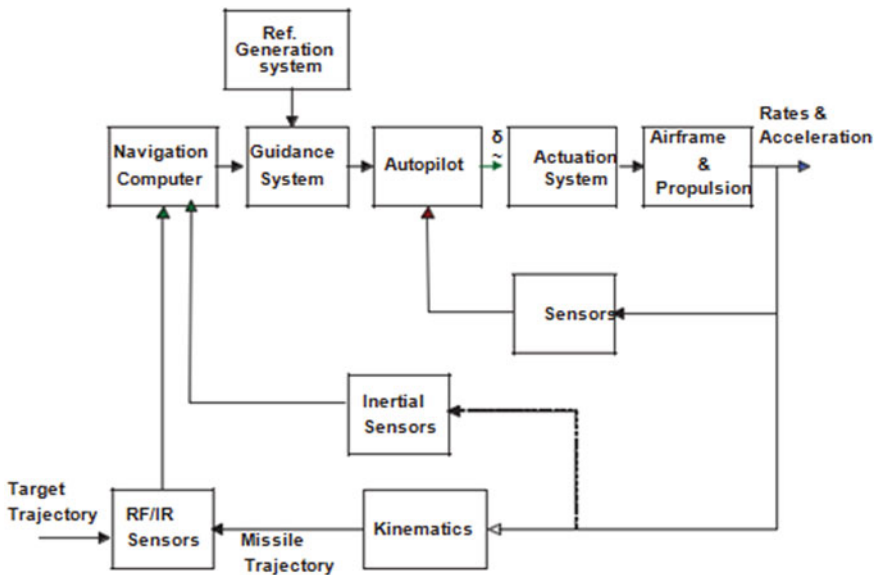 Ref.
Generation
system
Rates &
Acceleration
Navigation
Computer
Guidance
System
Autopilot
δ
~
Actuation
System
Airframe
&
Propulsion
Sensors
Inertial
Sensors
Target
Trajectory
RF/IR
Sensors
Missile
Trajectory
Kinematics